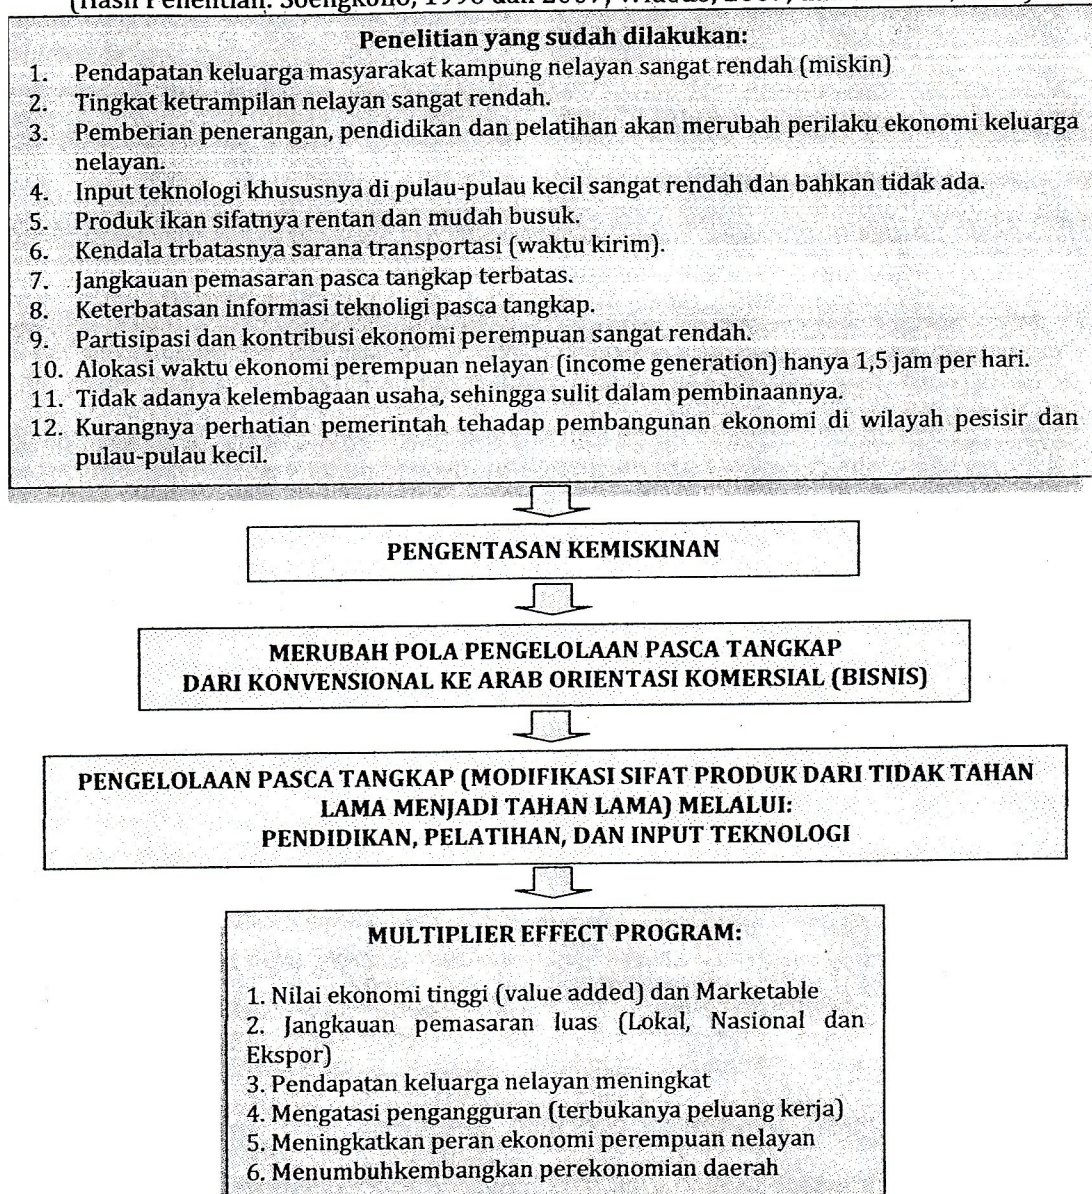 (Hasil Penelitian: Soengkono, 1996 dan 2007,
Penelitian yang sudah dilakukan:
1. Pendapatan keluarga masyarakat kampung nelayan sangat rendah (miskin)
2. Tingkat ketrampilan nelayan sangat rendah.
3. Pemberian penerangan, pendidikan dan pelatihan akan merubah perilaku ekonomi keluarga
nelayan.
4. Input teknologi khususnya di pulau-pulau kecil sangat rendah dan bahkan tidak ada.
5. Produk ikan sifatnya rentan dan mudah busuk.
6. Kendala trbatasnya sarana transportasi (waktu kirim).
7. Jangkauan pemasaran pasca tangkap terbatas.
8. Keterbatasan informasi teknoligi pasca tangkap.
9. Partisipasi dan kontribusi ekonomi perempuan sangat rendah.
10. Alokasi waktu ekonomi perempuan nelayan (income generation) hanya 1,5 jam per hari.
11. Tidak adanya kelembagaan usaha, sehingga sulit dalam pembinaannya.
12. Kurangnya perhatian pemerintah tehadap pembangunan ekonomi di wilayah pesisir dan
pulau-pulau kecil.
PENGENTASAN KEMISKINAN
MERUBAH POLA PENGELOLAAN PASCA TANGKAP
DARI KONVENSIONAL KE ARAB ORIENTASI KOMERSIAL (BISNIS)
PENGELOLAAN PASCA TANGKAP (MODIFIKASI SIFAT PRODUK DARI TIDAK TAHAN
LAMA MENJADI TAHAN LAMA) MELALUI:
PENDIDIKAN, PELATIHAN, DAN INPUT TEKNOLOGI
MULTIPLIER EFFECT PROGRAM:
1. Nilai ekonomi tinggi (value added) dan Marketable
2. Jangkauan pemasaran luas (Lokal, Nasional dan
Ekspor)
3. Pendapatan keluarga nelayan meningkat
4. Mengatasi pengangguran (terbukanya peluang kerja)
5. Meningkatkan peran ekonomi perempuan nelayan
6. Menumbuhkembangkan perekonomian daerah